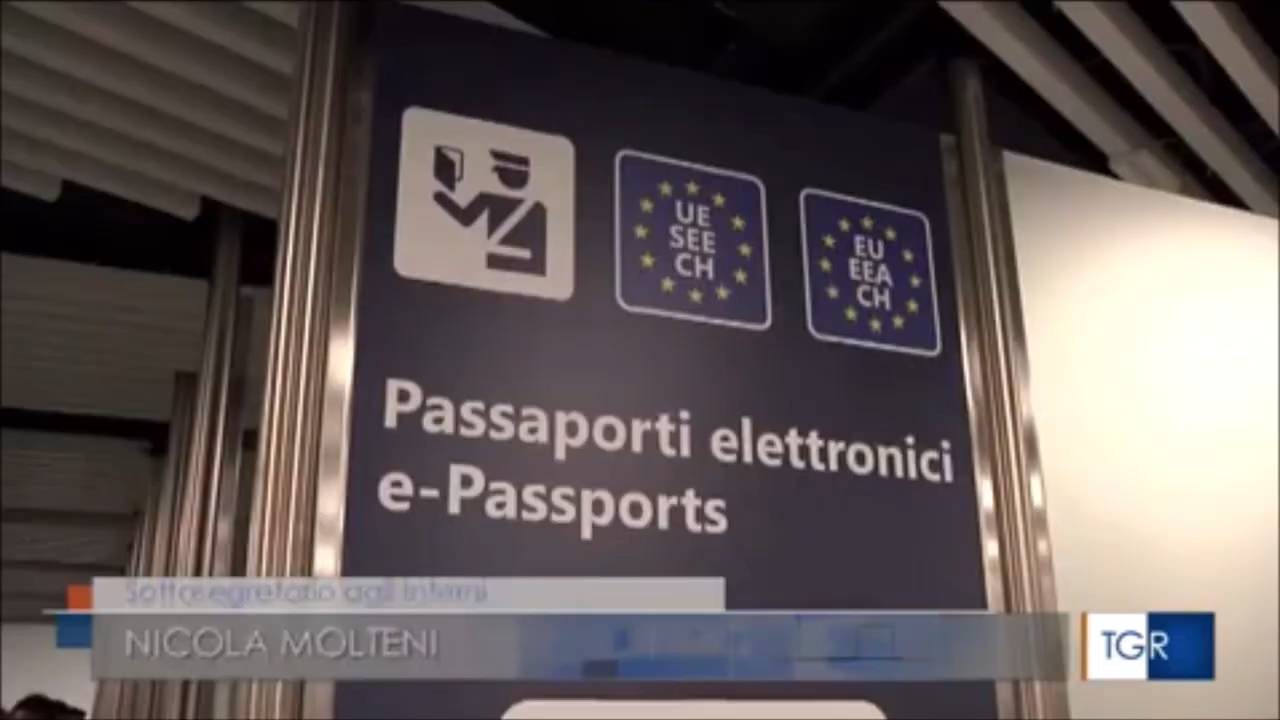 UE
SEE
CH
EU
EEA
CH
Passaporti elettronici
e-Passports
Sottosegretario agli Interni
NICOLA MOLTENI
TGR